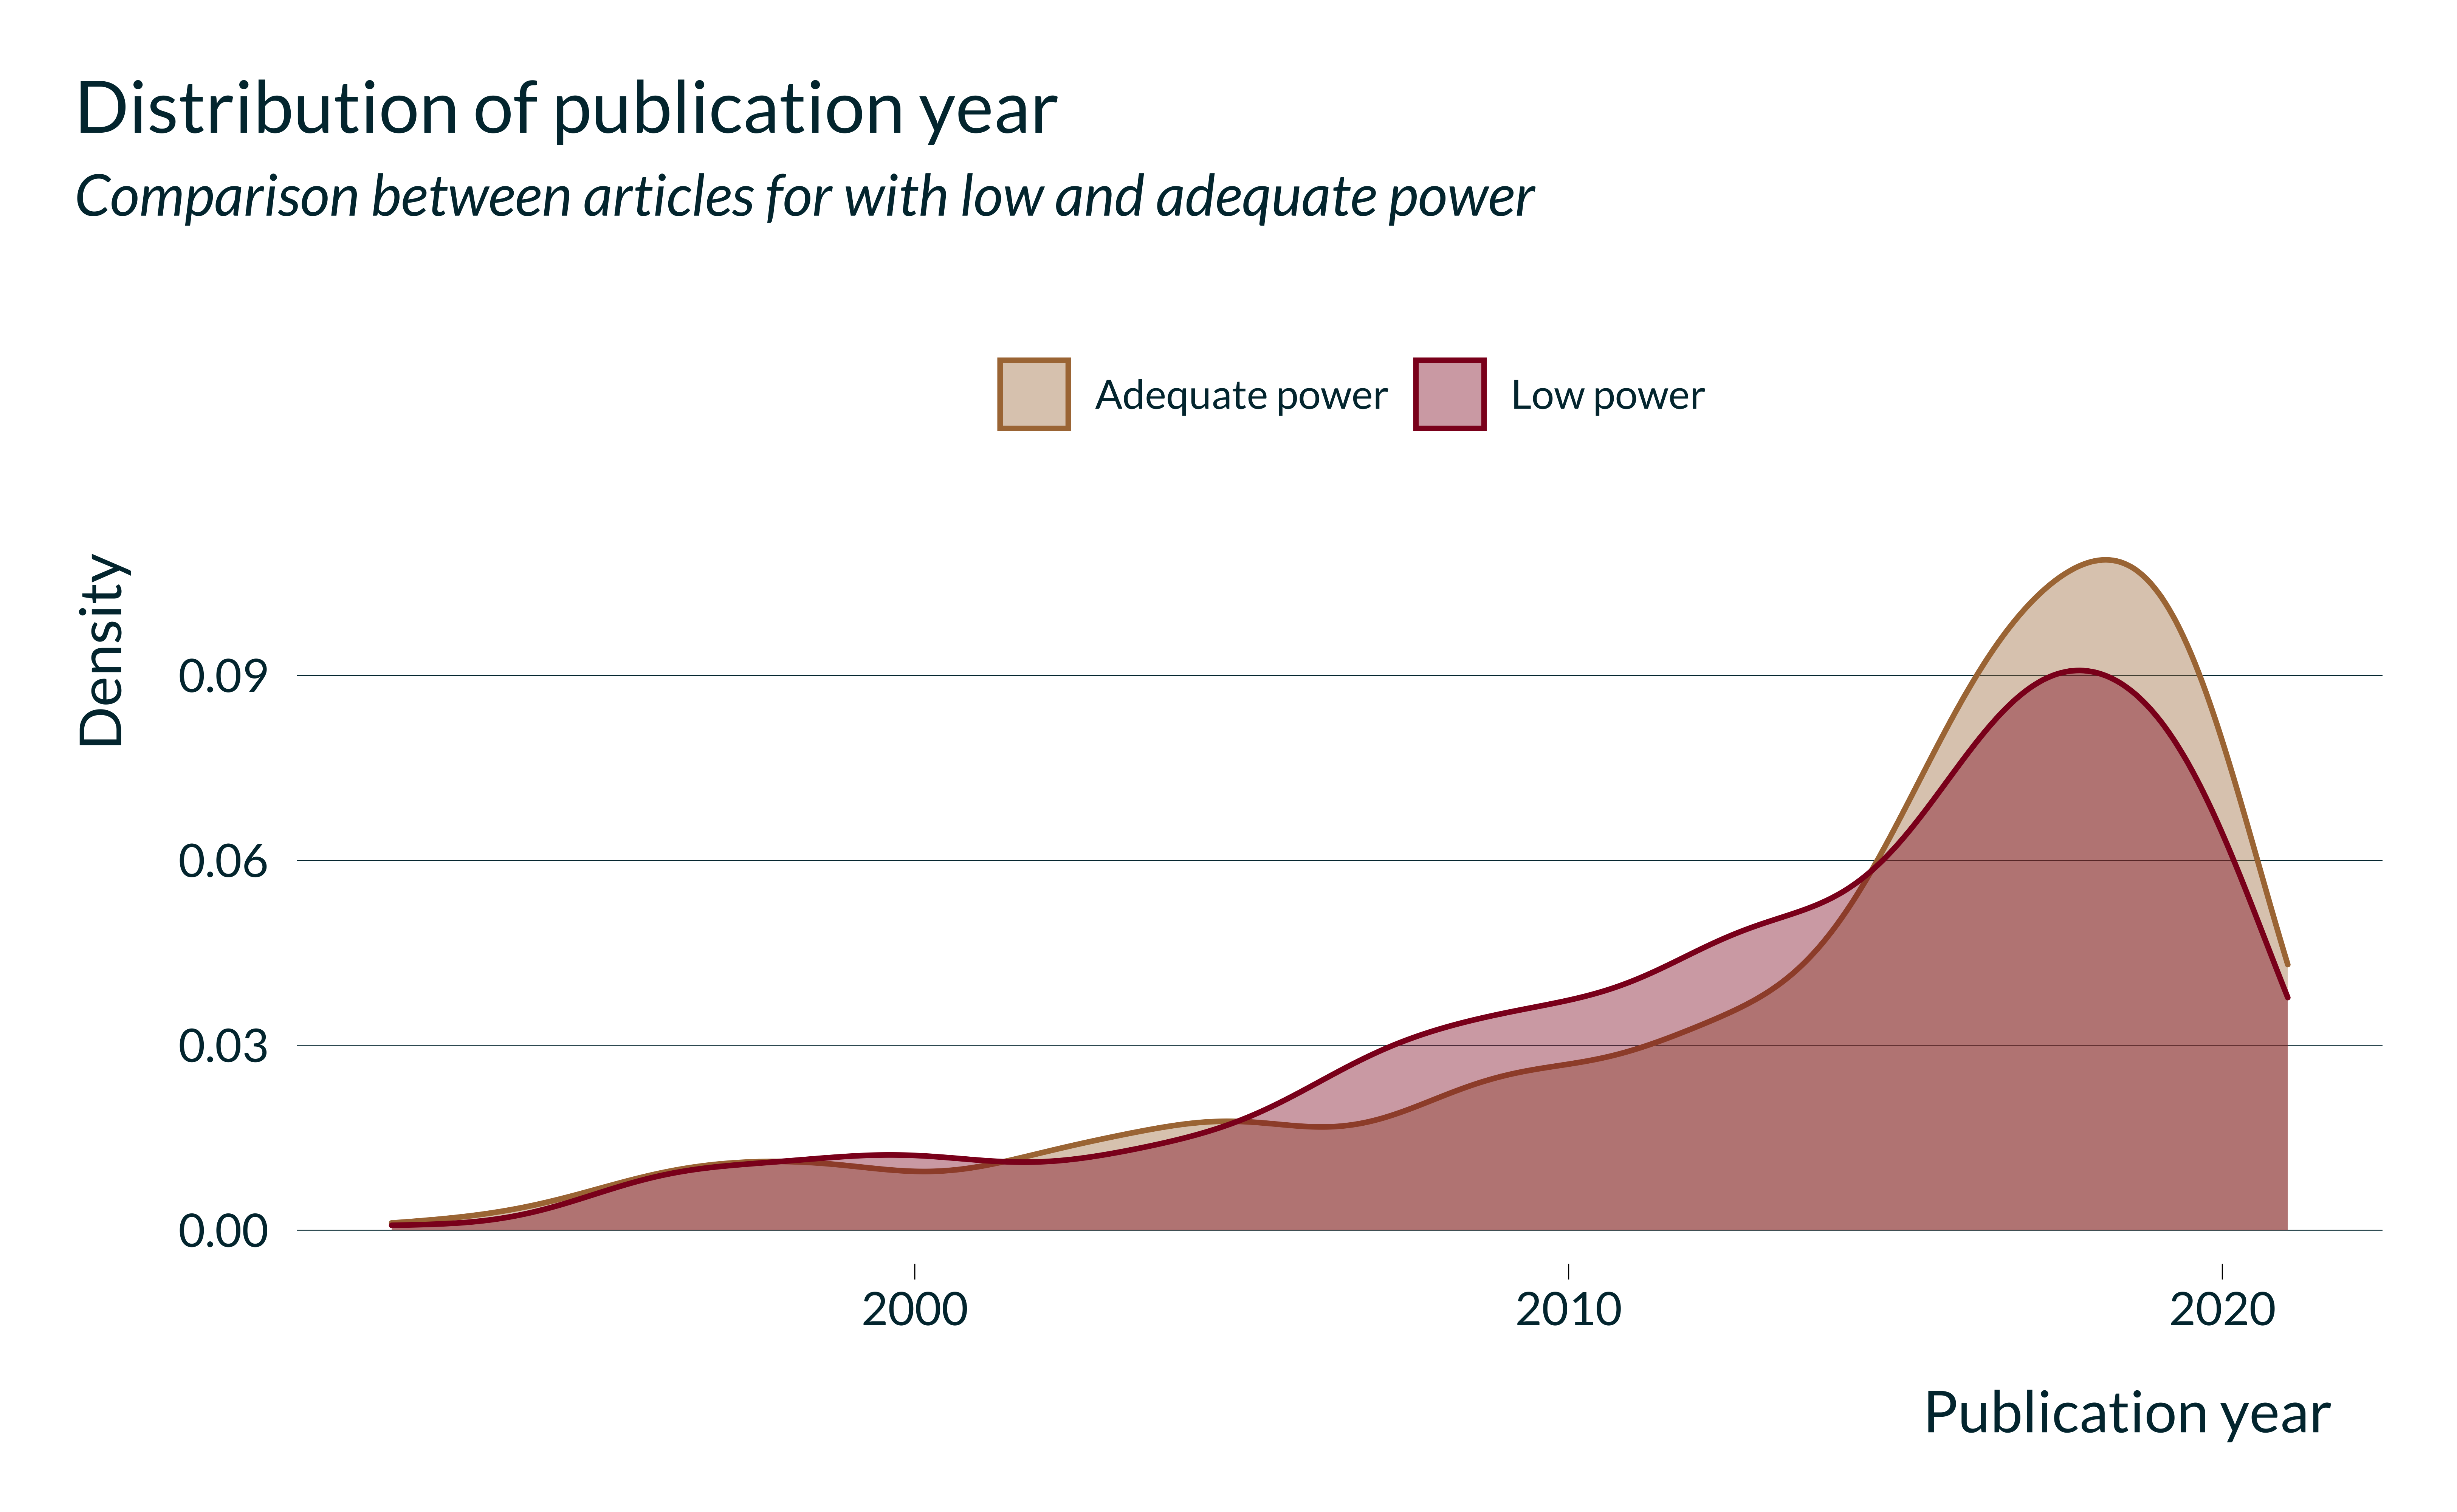 Distribution of publication year
Comparison between articles for with low and adequate power
Adequate power
Low power
Density
0.09
0.06
0.03
0.00
2000
2010
2020
Publication year